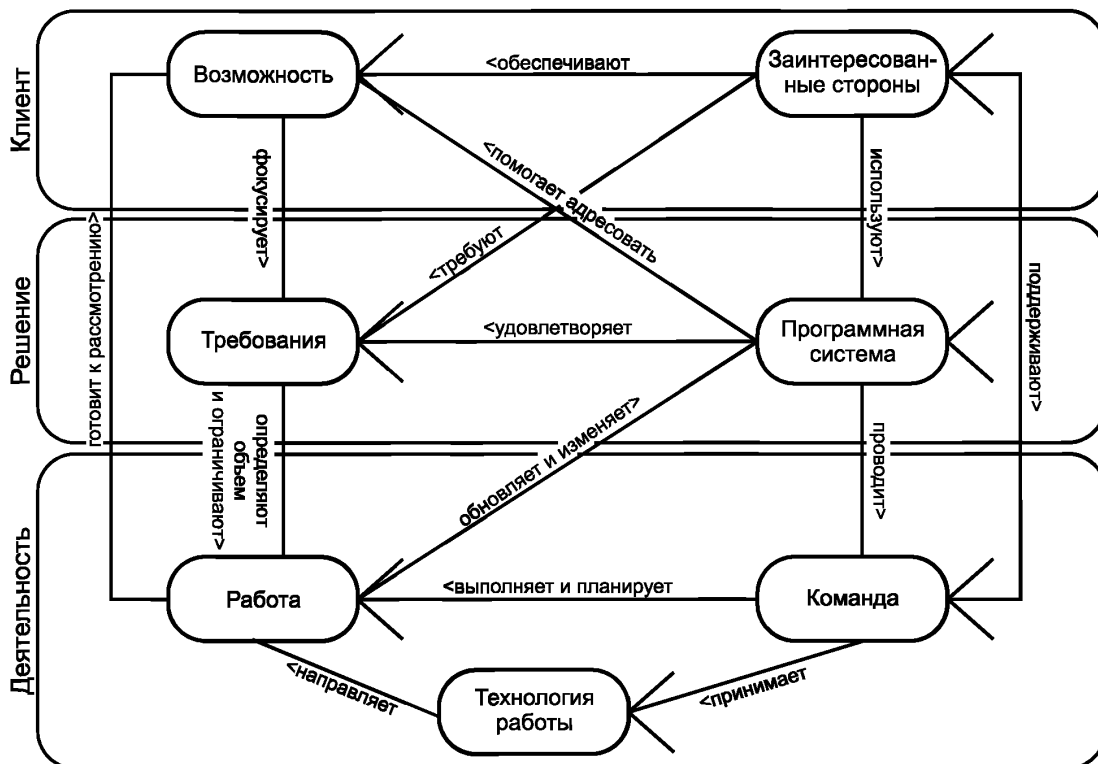 Клиент
Возможность
<обеспечивают
Заинтересован-
ные стороны
фокусирует>
<помогает адресовать
<требуют
используют>
готовит к рассмотрению<
поддерживают>
Решение
Требования
<удовлетворяет
Программная
система
определяют
объем
и ограничивают>
обновляет и изменяет>
проводит>
Деятельность
Работа
<выполняет и планирует
Команда
<направляет
Технология
работы
<принимает